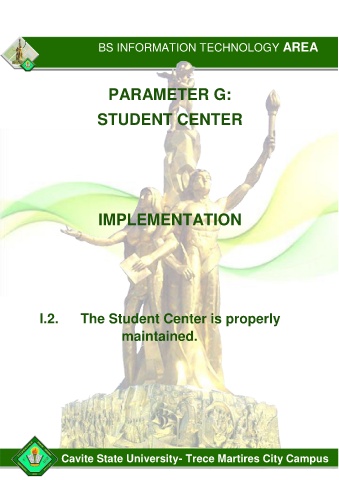 BS INFORMATION TECHNOLOGY AREA
PARAMETER G:
STUDENT CENTER
IMPLEMENTATION
I.2. The Student Center is properly
maintained.
Cavite State University- Trece Martires City Campus